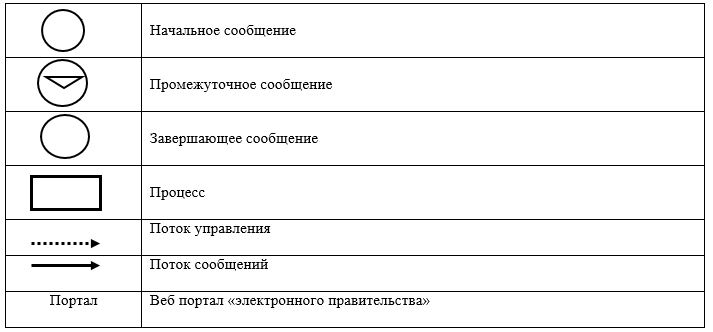 Начальное сообщение
Промежуточное сообщение
Завершающее сообщение
Процесс
Поток управления
Поток сообщений
Портал Веб портал «электронного правительства»